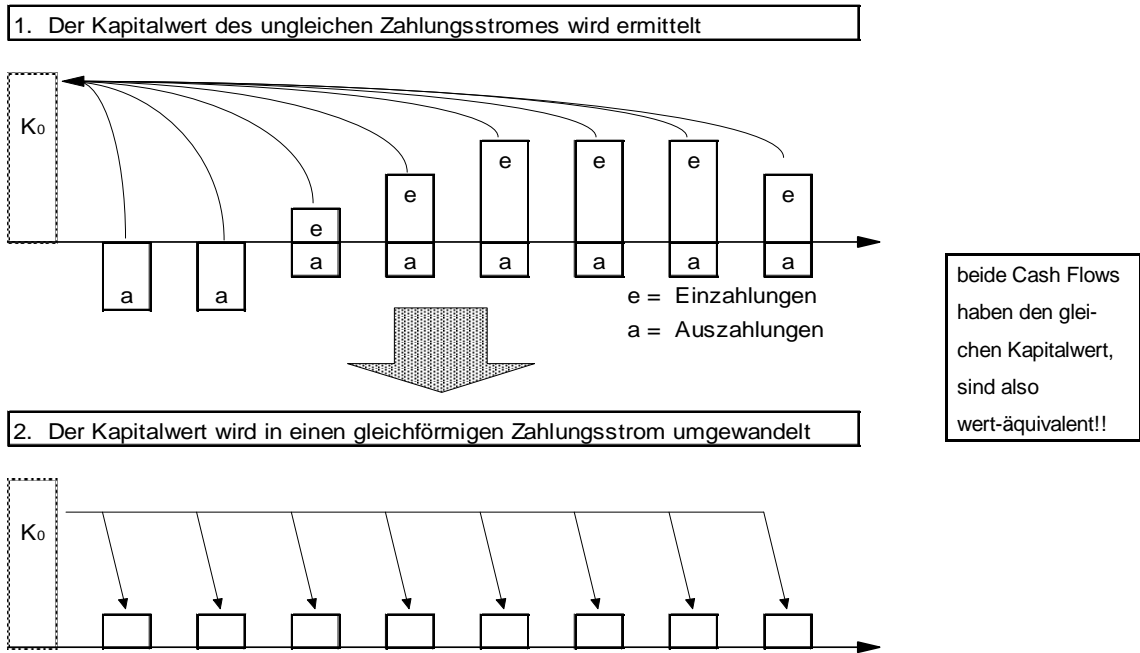 1. Der Kapitalwert des ungleichen Zahlungsstromes wird ermittelt
K₀
e e e
e e
e
a a a a a a
a a
e = Einzahlungen
a = Auszahlungen
beide Cash Flows
haben den glei-
chen Kapitalwert,
sind also
wert-äquivalent!!
2. Der Kapitalwert wird in einen gleichförmigen Zahlungsstrom umgewandelt
K₀